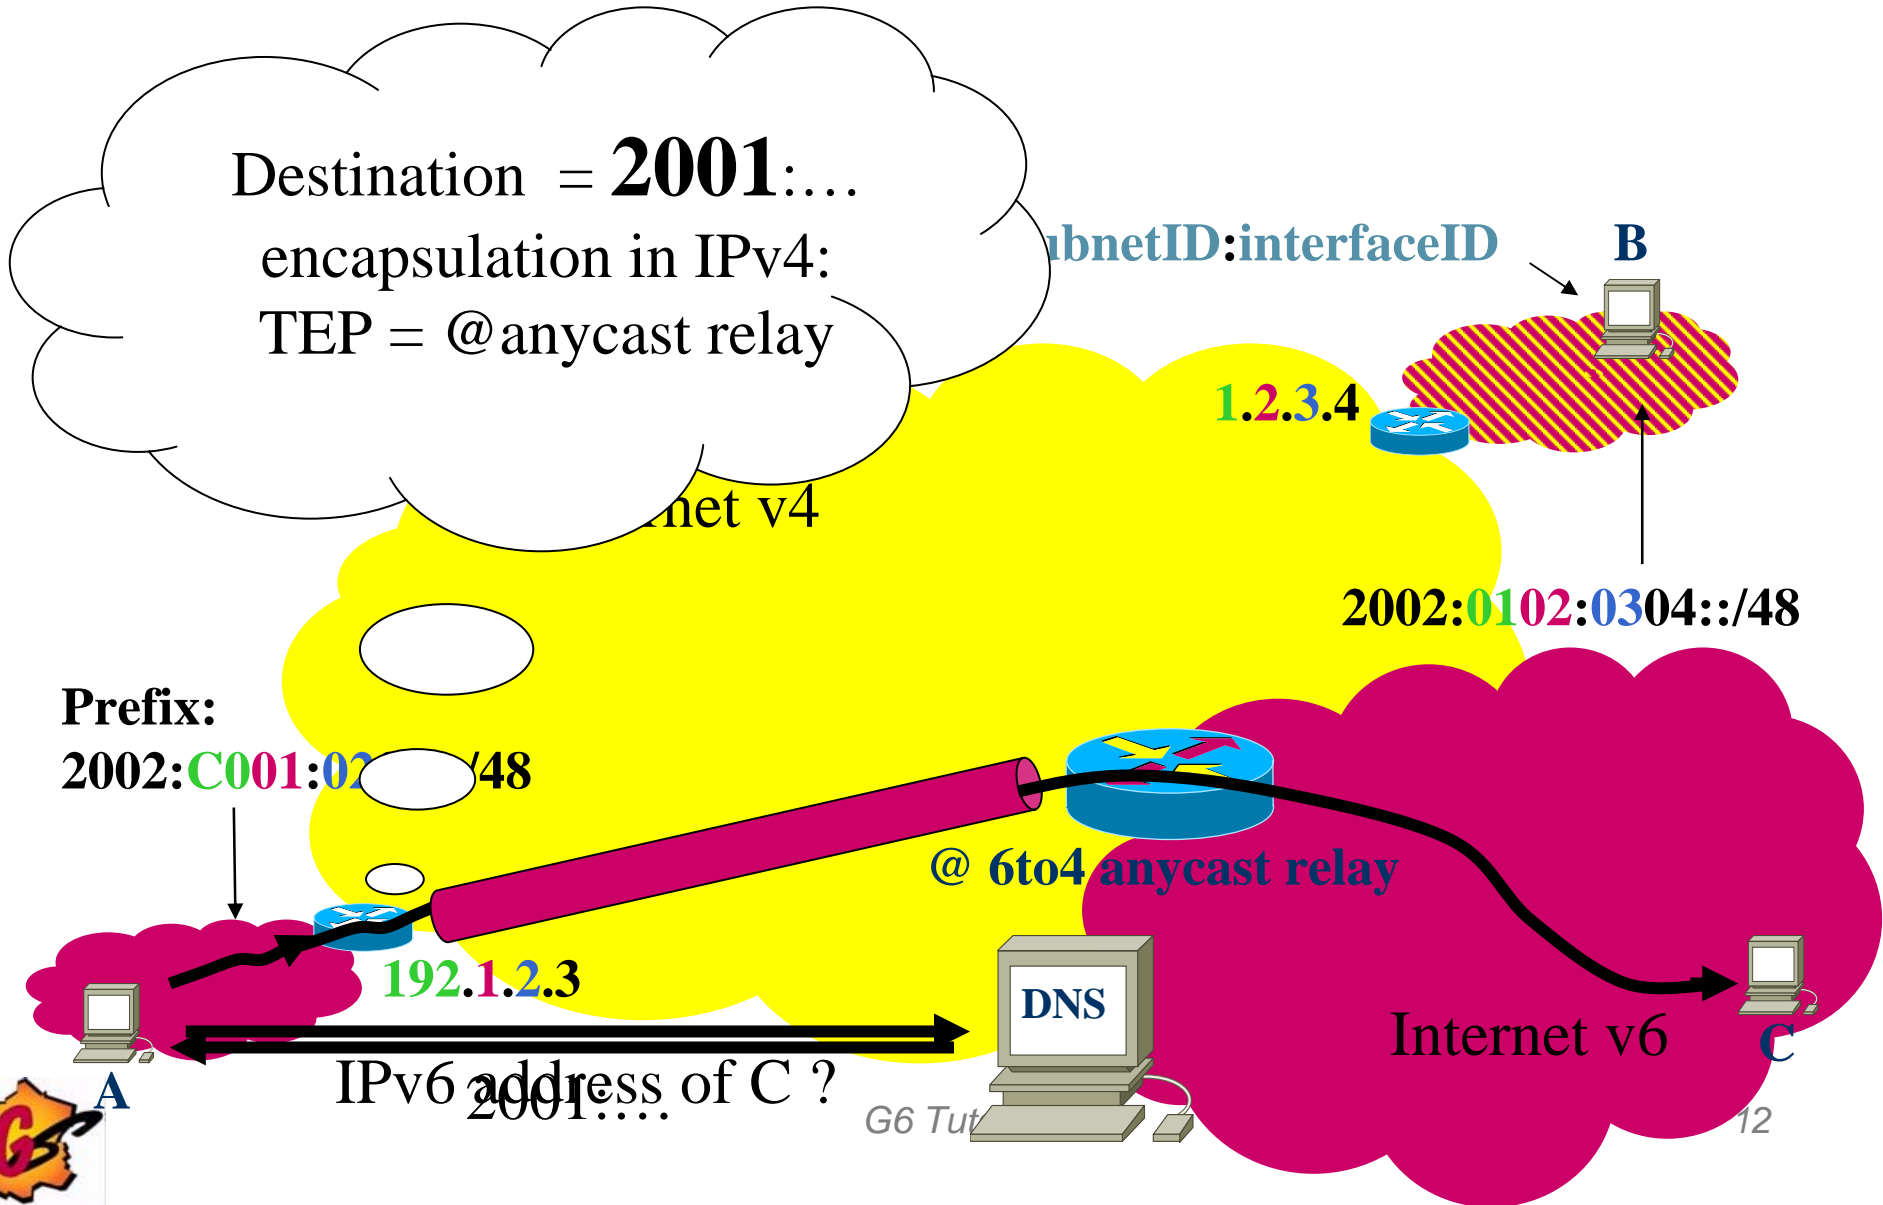 Destination = 2001:…
encapsulation in IPv4:
TEP = @anycast relay
ubnetID:interfaceID
B
1.2.3.4
rnet v4
2002:0102:0304::/48
Prefix:
2002:C001:02 /48
@ 6to4 anycast relay
192.1.2.3
DNS
Internet v6
C
A
IPv6 address of C ?
2001:….
G6 Tut 12